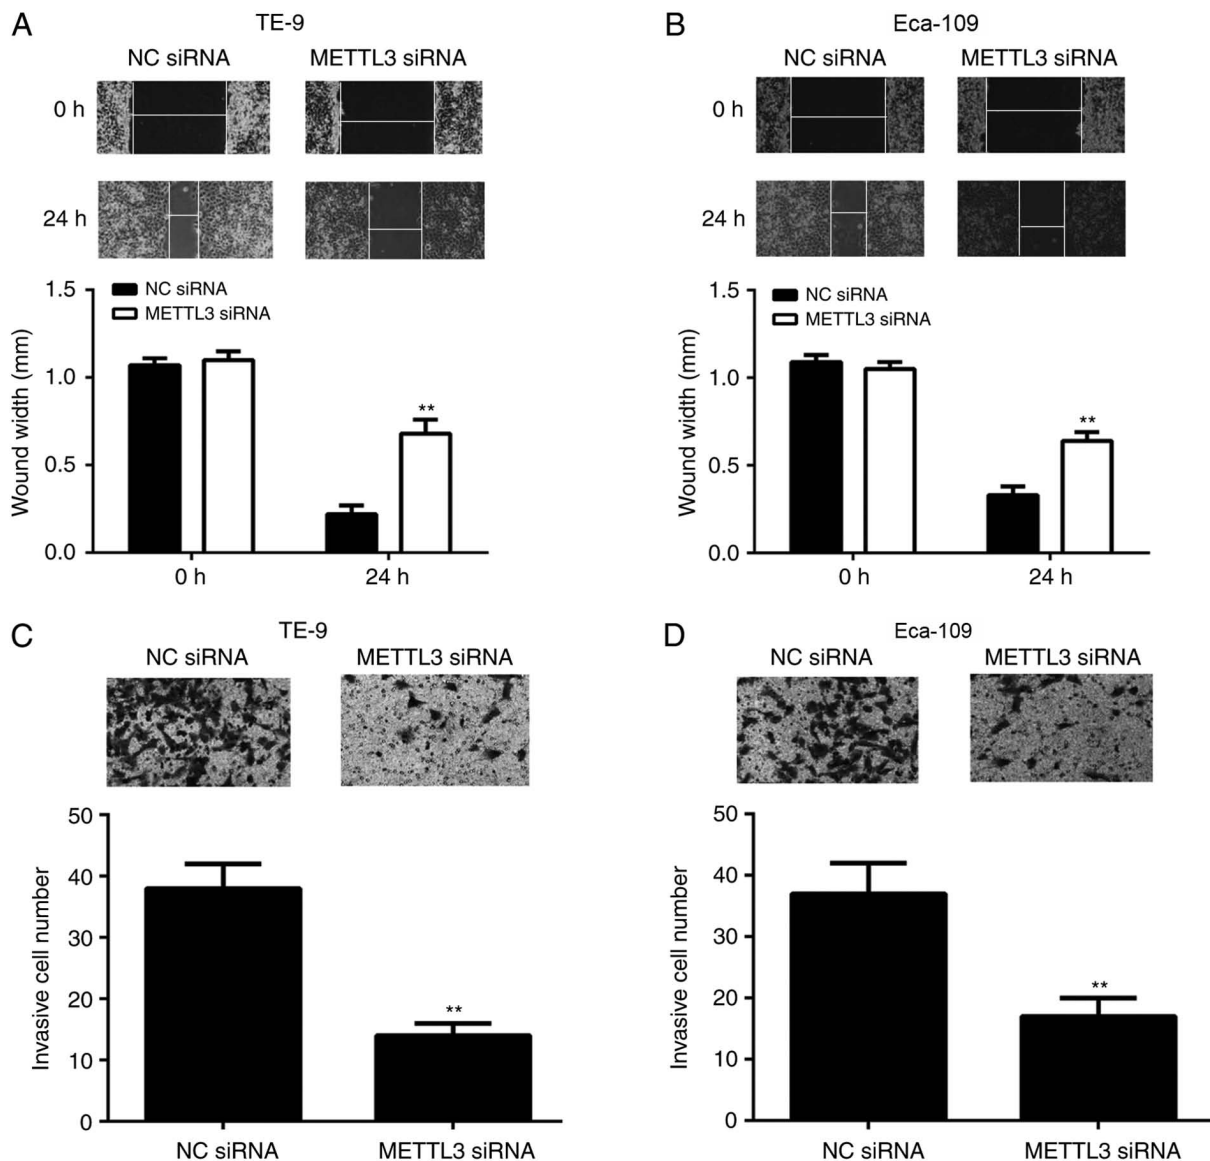 A
TE-9
NC siRNA
METTL3 siRNA
0 h
24 h
1.5
1.0
0.5
0.0
Wound width (mm)
NC siRNA
METTL3 siRNA
**
0 h
24 h
B
Eca-109
NC siRNA
METTL3 siRNA
0 h
24 h
1.5
1.0
0.5
0.0
Wound width (mm)
NC siRNA
METTL3 siRNA
**
0 h
24 h
C
TE-9
NC siRNA
METTL3 siRNA
50
40
30
20
10
0
Invasive cell number
**
NC siRNA
METTL3 siRNA
D
Eca-109
NC siRNA
METTL3 siRNA
50
40
30
20
10
0
Invasive cell number
**
NC siRNA
METTL3 siRNA